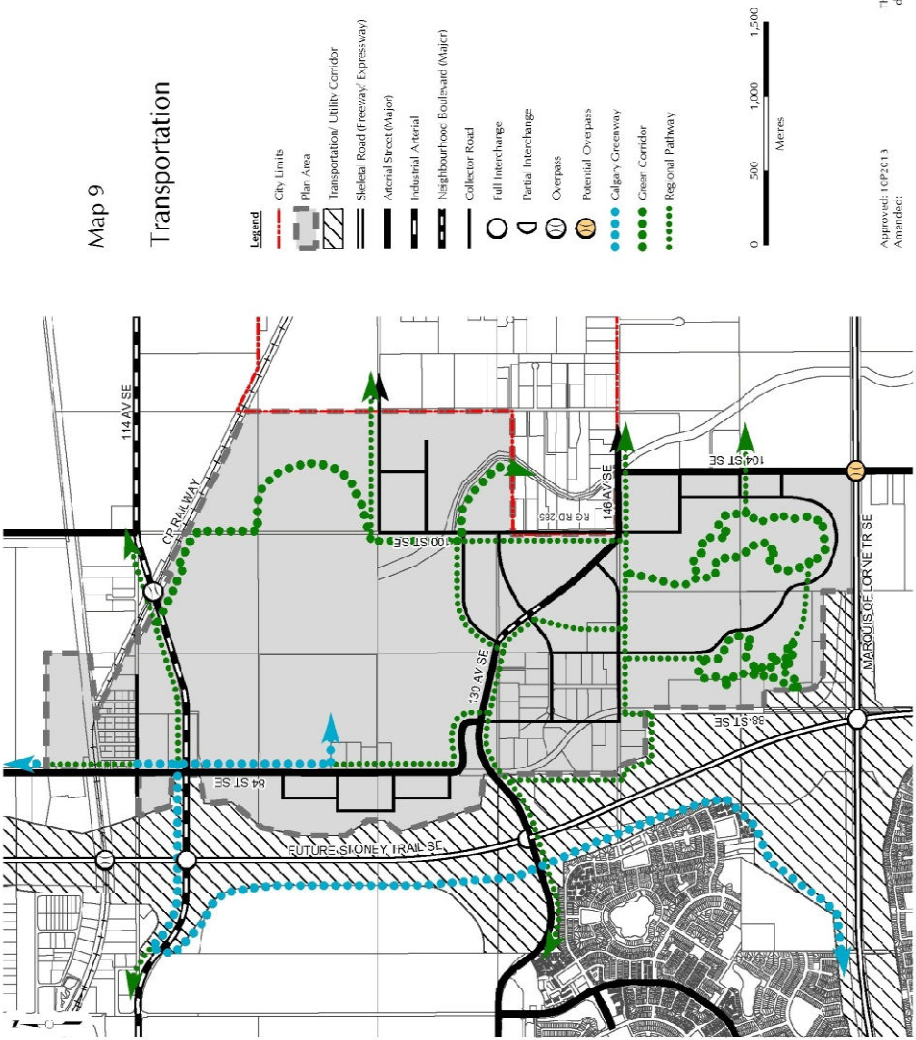 Map 9
Transportation
Legend
City Limits
Plan Area
Transportation/ Utility Corridor
Skeletal Road (Freeway/ Expressway)
Arterial Street (Major)
Industrial Arterial
Neighbourhood Boulevard (Major)
Collector Road
Full Interchange
Partial Interchange
Overpass
Potential Overpass
Calgary Greenway
Green Corridor
Regional Pathway
0 500 1,000 1,500
Metres
Approved: 10P2013
Amended:
114 AV SE
CP RAILWAY
84 ST SE
100 ST SE
130 AV SE
FUTURE STONEY TRAIL SE
RG RD 285
146 AV SE
104 ST SE
88 ST SE
MARQUIS DE LORNE TR SE